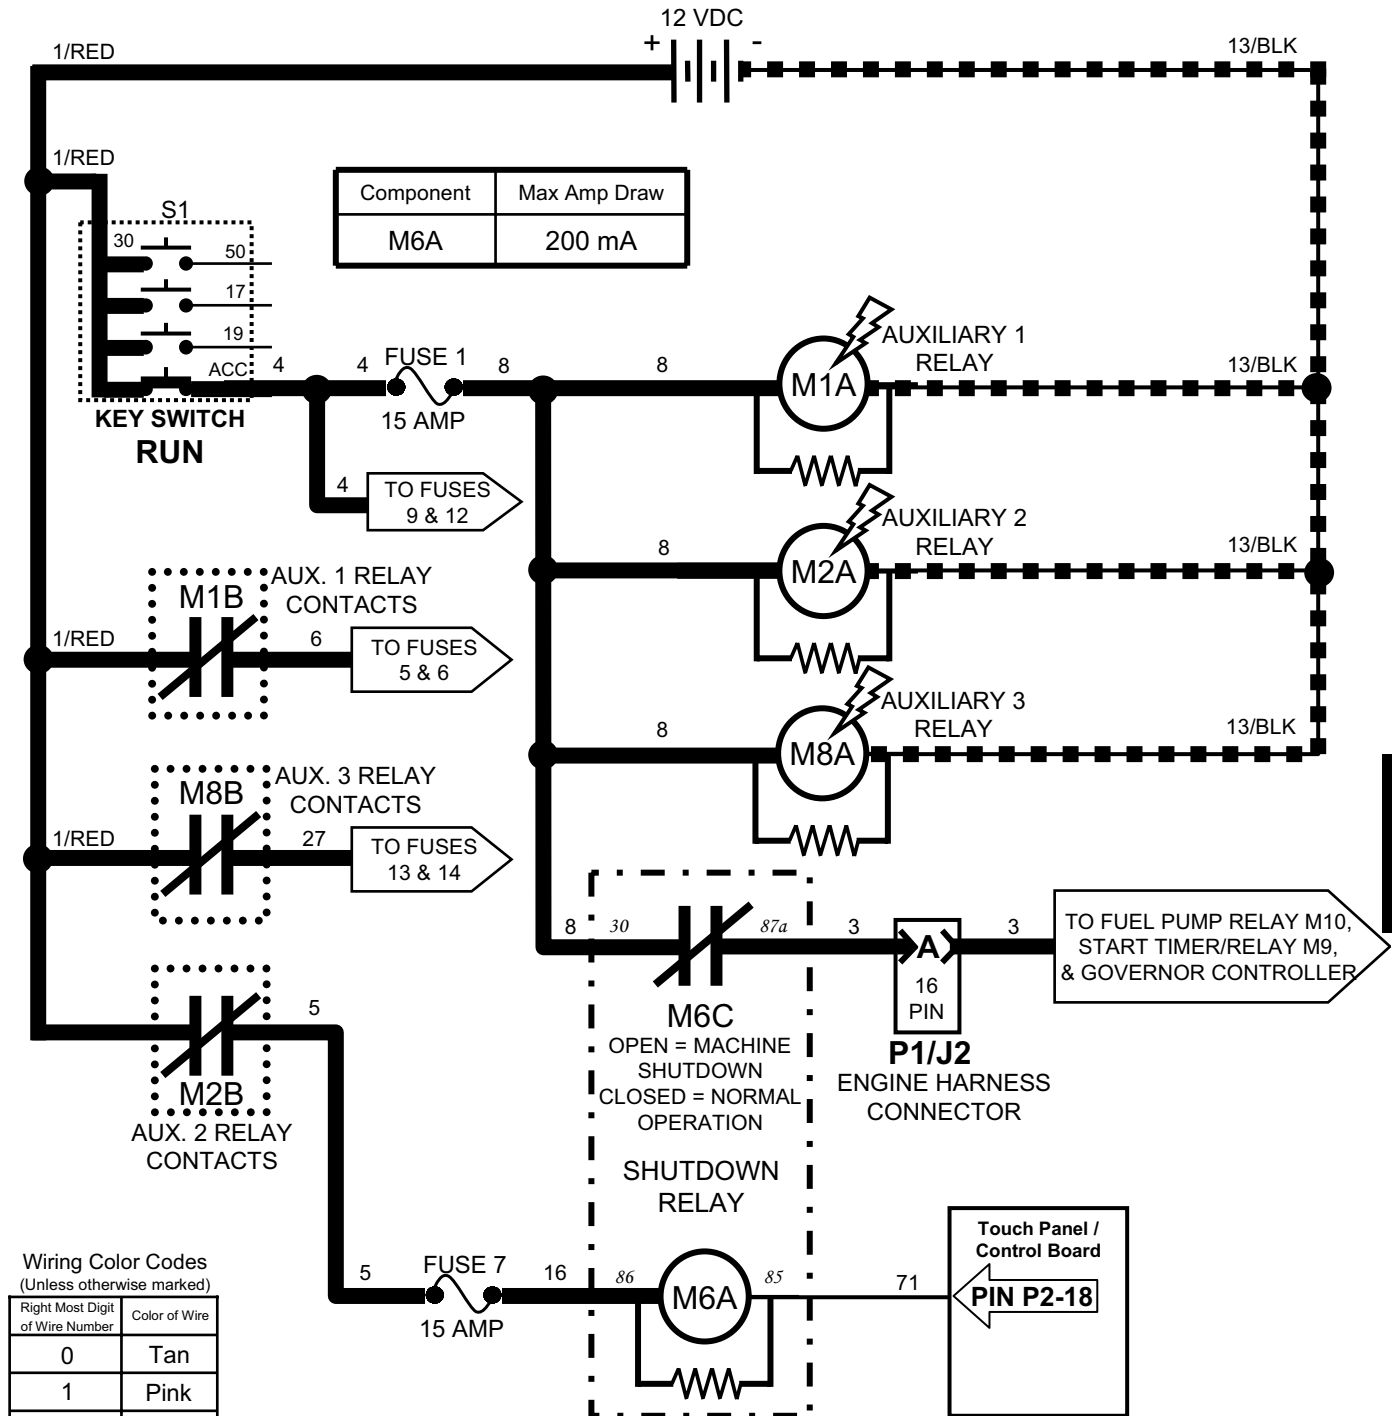 12 VDC
+ -
1/RED
13/BLK
1/RED
Component Max Amp Draw
M6A 200 mA
S1
30
50
17
19
ACC
4
4
FUSE 1
15 AMP
8
8
M1A
AUXILIARY 1
RELAY
13/BLK
KEY SWITCH
RUN
4
TO FUSES
9 & 12
8
M2A
AUXILIARY 2
RELAY
13/BLK
AUX. 1 RELAY
CONTACTS
M1B
1/RED
6
TO FUSES
5 & 6
8
M8A
AUXILIARY 3
RELAY
13/BLK
AUX. 3 RELAY
CONTACTS
M8B
1/RED
27
TO FUSES
13 & 14
8
30
87a
3
A
16
PIN
3
TO FUEL PUMP RELAY M10,
START TIMER/RELAY M9,
& GOVERNOR CONTROLLER
M6C
OPEN = MACHINE
SHUTDOWN
CLOSED = NORMAL
OPERATION
P1/J2
ENGINE HARNESS
CONNECTOR
5
M2B
AUX. 2 RELAY
CONTACTS
SHUTDOWN
RELAY
5
FUSE 7
15 AMP
16
86
M6A
85
71
Touch Panel /
Control Board
PIN P2-18
Wiring Color Codes
(Unless otherwise marked)
Right Most Digit
of Wire Number
Color of Wire
0 Tan
1 Pink